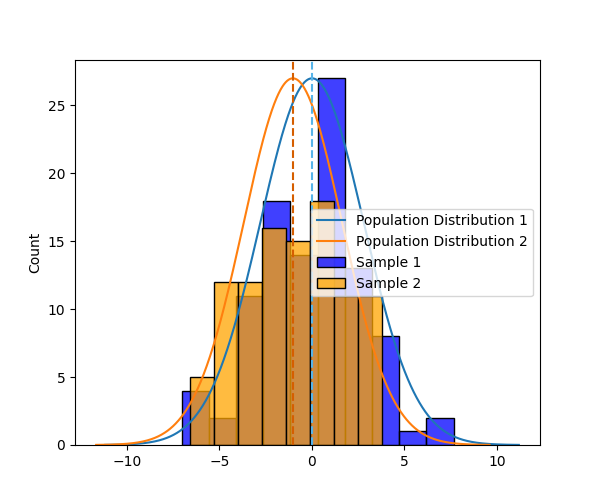 25
20
15
10
5
0
Count
Population Distribution 1
Population Distribution 2
Sample 1
Sample 2
−10 −5 0 5 10